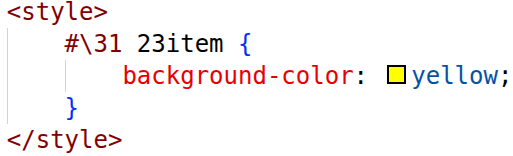 <style>
#\31 23item {
background-color: yellow;
}
</style>